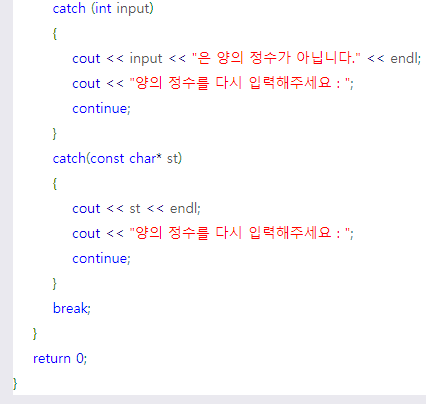 catch (int input)
{
cout << input << "은 양의 정수가 아닙니다." << endl;
cout << "양의 정수를 다시 입력해주세요 : ";
continue;
}
catch(const char* st)
{
cout << st << endl;
cout << "양의 정수를 다시 입력해주세요 : ";
continue;
}
break;
}
return 0;
}